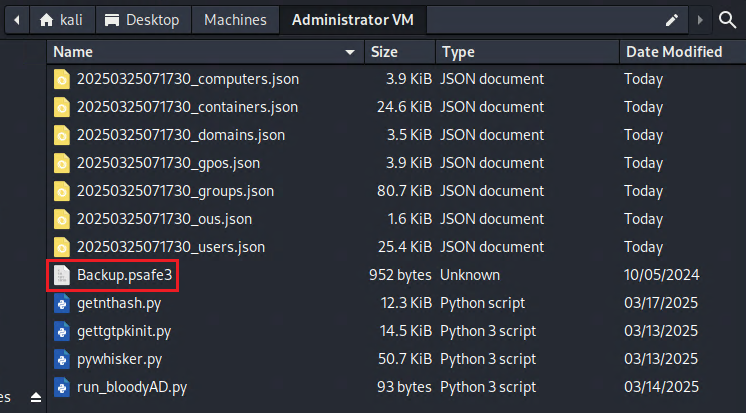 kali Desktop Machines Administrator VM
Name Size Type Date Modified
20250325071730_computers.json 3.9 KiB JSON document Today
20250325071730_containers.json 24.6 KiB JSON document Today
20250325071730_domains.json 3.5 KiB JSON document Today
20250325071730_gpos.json 3.9 KiB JSON document Today
20250325071730_groups.json 80.7 KiB JSON document Today
20250325071730_ous.json 1.6 KiB JSON document Today
20250325071730_users.json 25.4 KiB JSON document Today
Backup.psafe3 952 bytes Unknown 10/05/2024
getnthash.py 12.3 KiB Python script 03/17/2025
gettgtpkinit.py 14.5 KiB Python 3 script 03/13/2025
pywhisker.py 50.7 KiB Python 3 script 03/13/2025
run_bloodyAD.py 93 bytes Python 3 script 03/14/2025
es